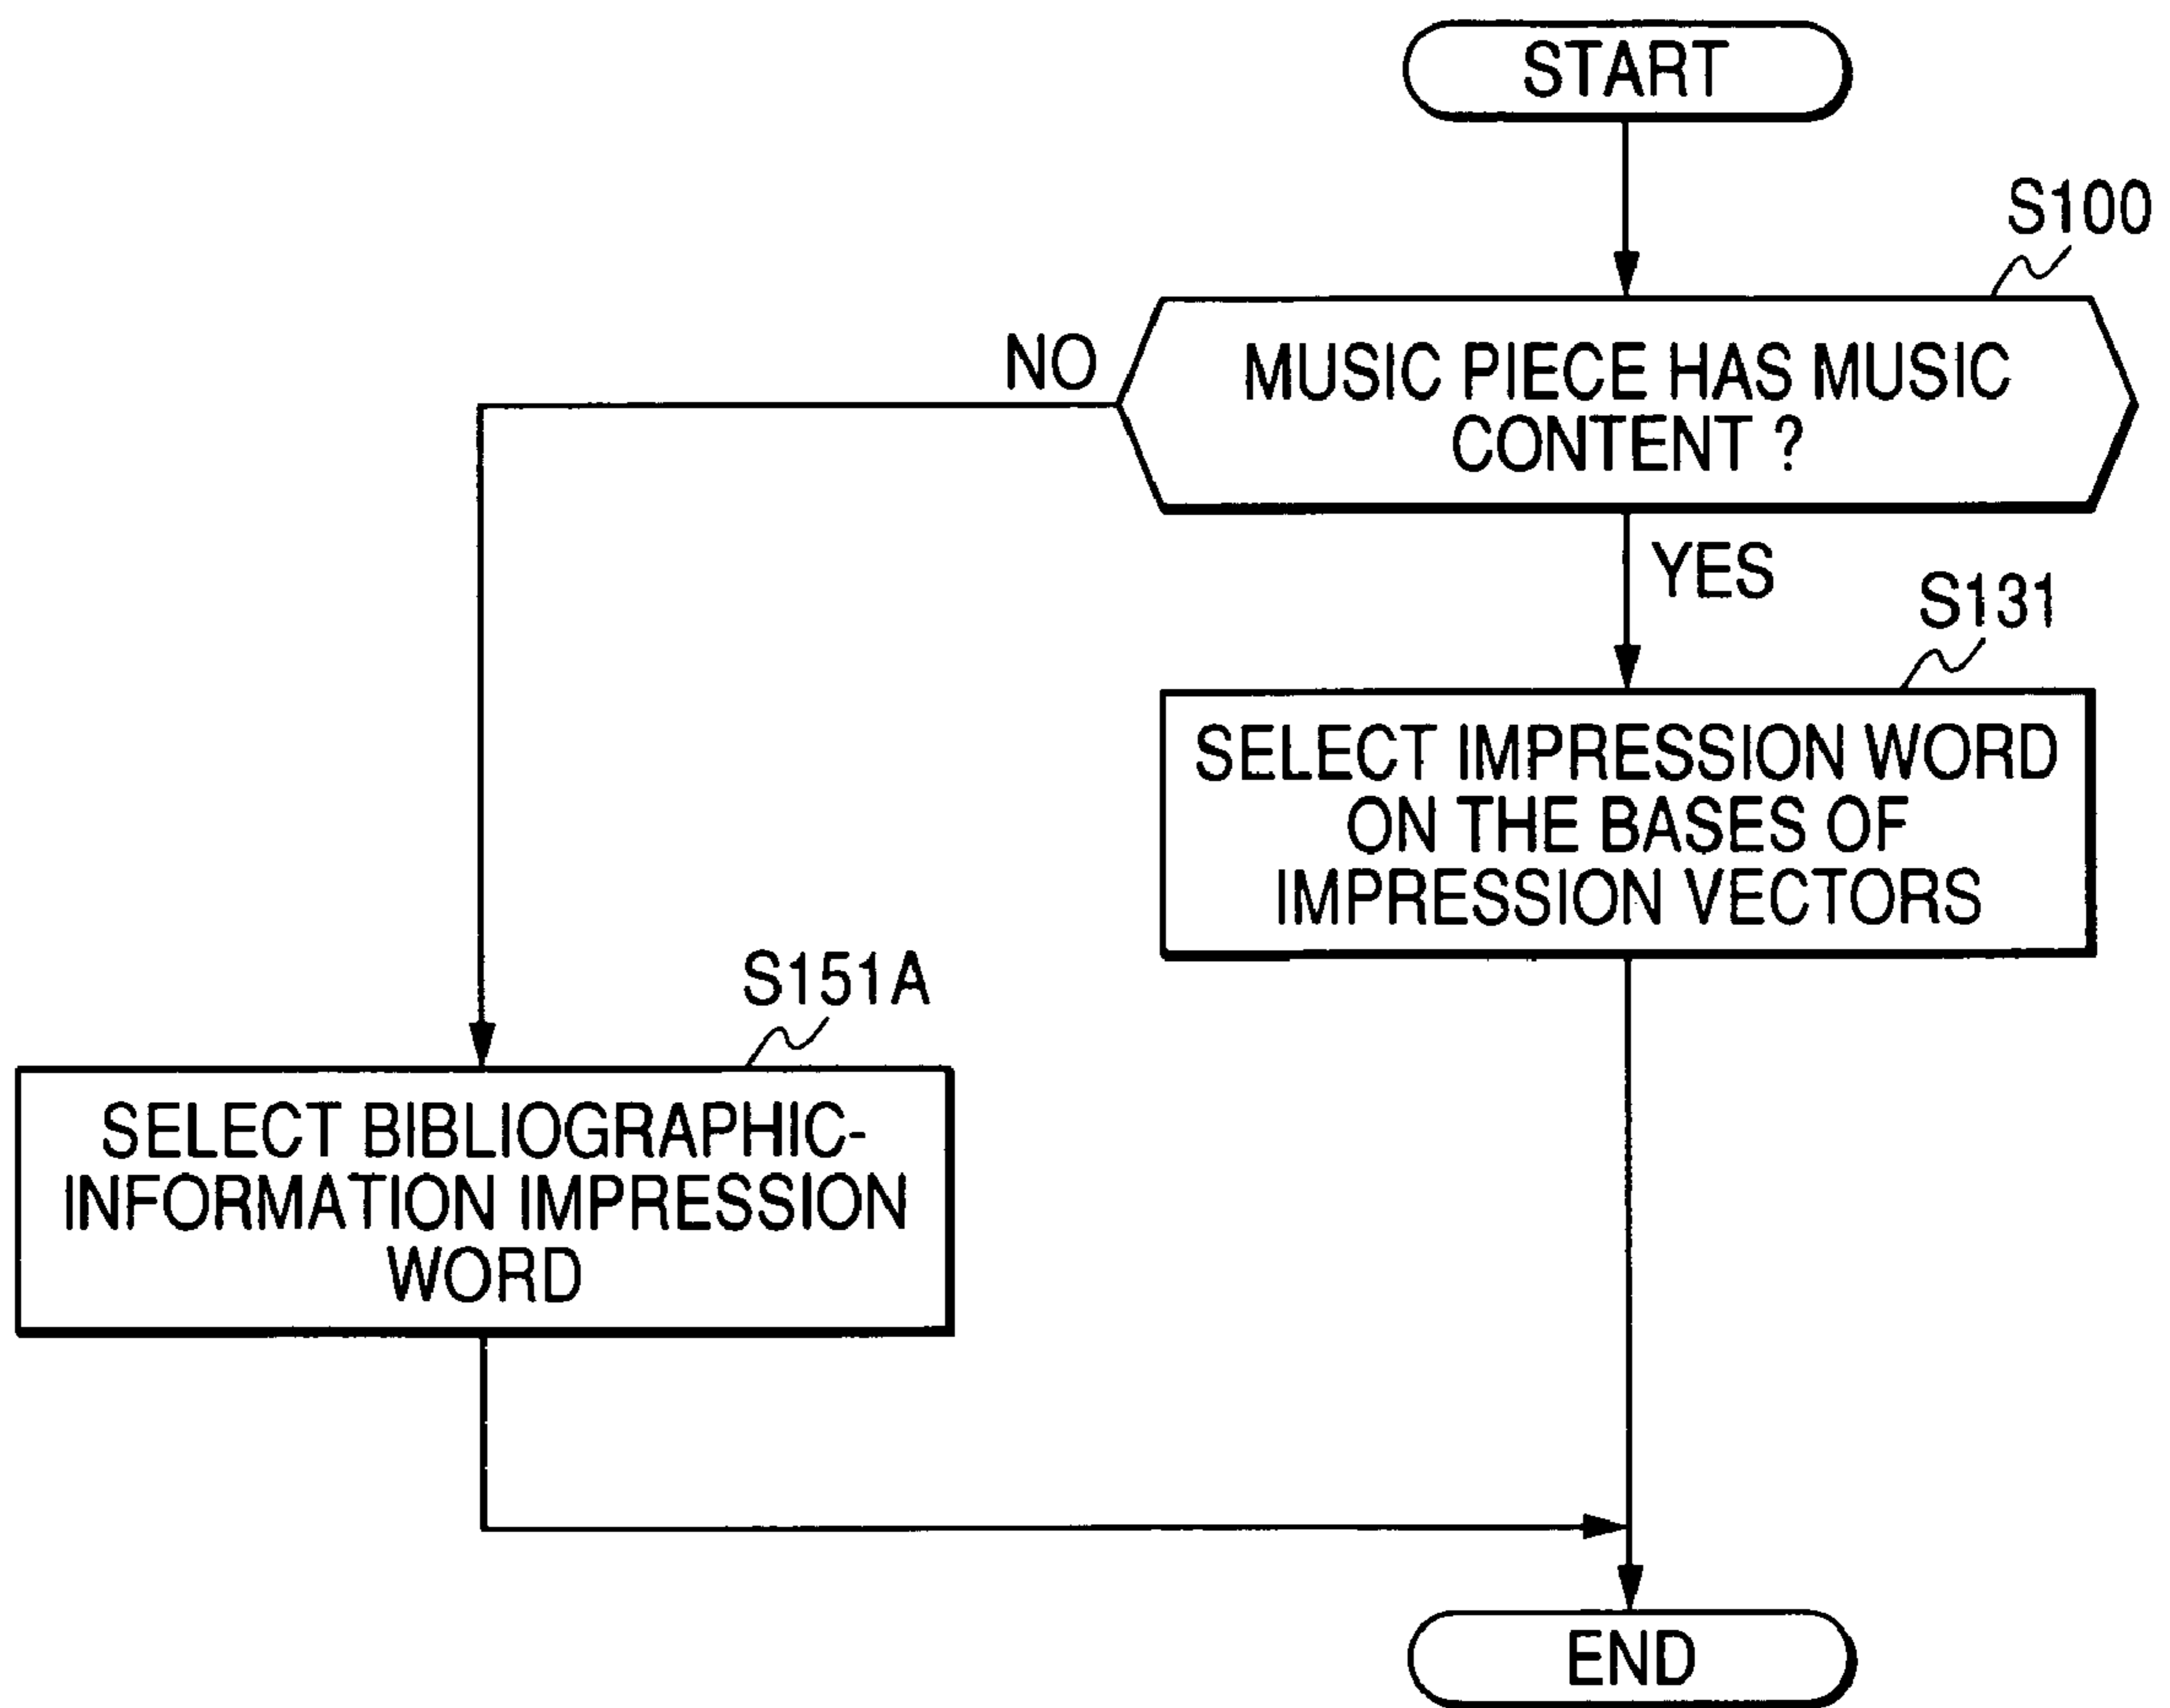 START
S100
NO
MUSIC PIECE HAS MUSIC
CONTENT ?
YES
S131
SELECT IMPRESSION WORD
ON THE BASES OF
IMPRESSION VECTORS
S151A
SELECT BIBLIOGRAPHIC-
INFORMATION IMPRESSION
WORD
END